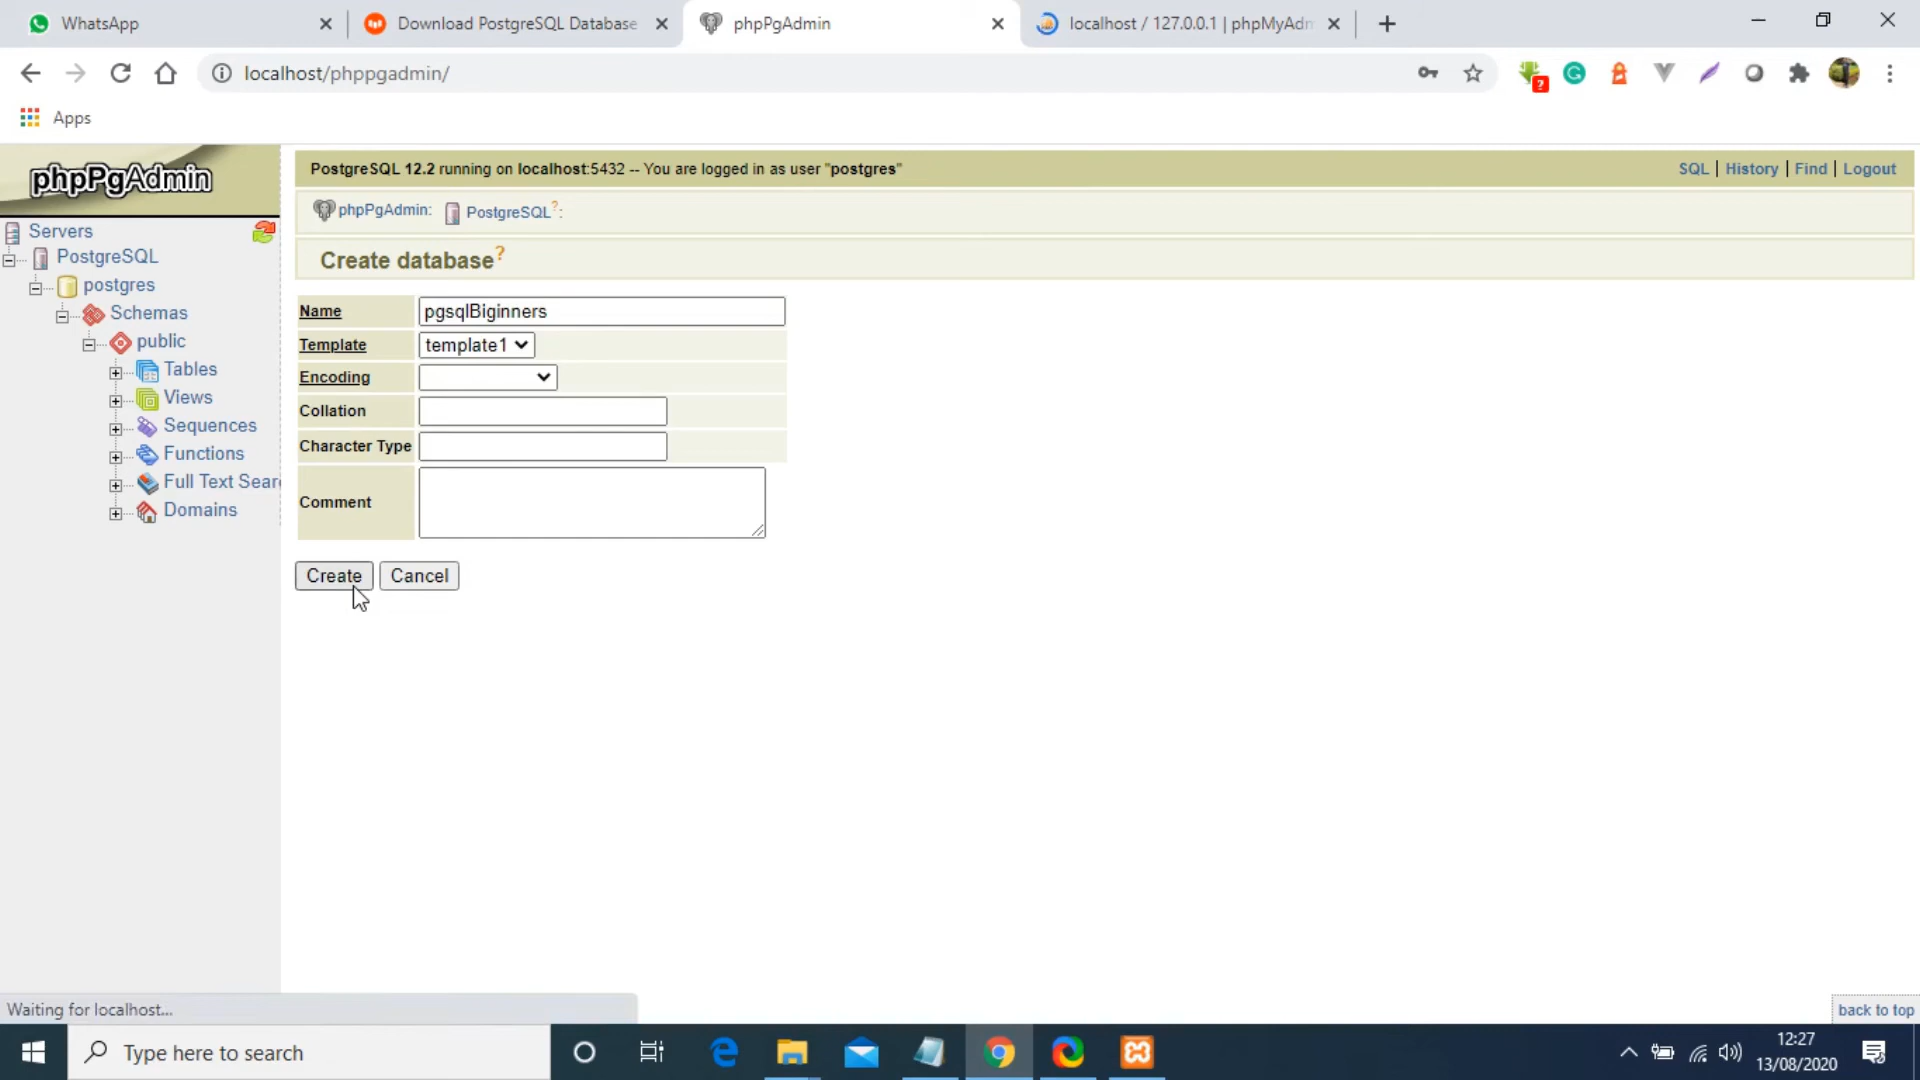 WhatsApp
Download PostgreSQL Database
phpPgAdmin
localhost / 127.0.0.1 | phpMyAdm
localhost/phppgadmin/
?
Apps
phpPgAdmin
PostgreSQL 12.2 running on localhost:5432 -- You are logged in as user "postgres"
SQL | History | Find | Logout
phpPgAdmin: PostgreSQL?:
Create database?
Servers
PostgreSQL
postgres
Schemas
public
Tables
Views
Sequences
Functions
Full Text Sear
Domains
Name pgsqlBiginners
Template template1
Encoding
Collation
Character Type
Comment
Create Cancel
Waiting for localhost...
back to top
Type here to search
12:27
13/08/2020